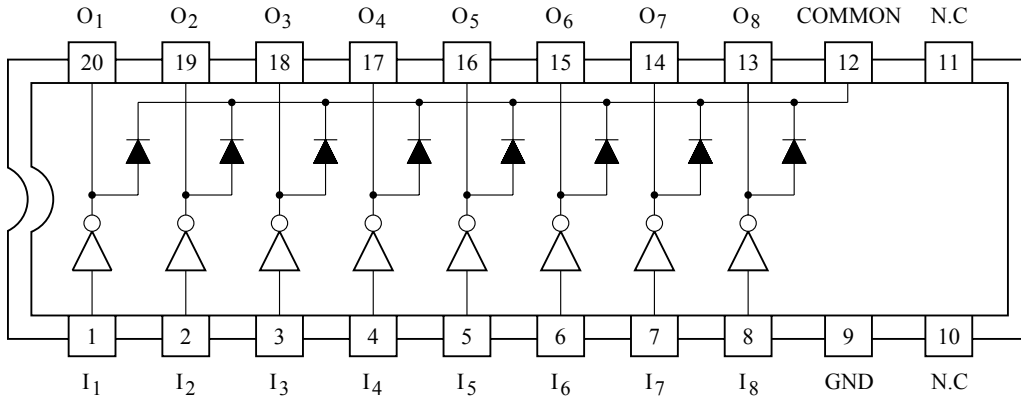 O1 O2 O3 O4 O5 O6 O7 O8 COMMON N.C
20 19 18 17 16 15 14 13 12 11
1 2 3 4 5 6 7 8 9 10
I1 I2 I3 I4 I5 I6 I7 I8 GND N.C